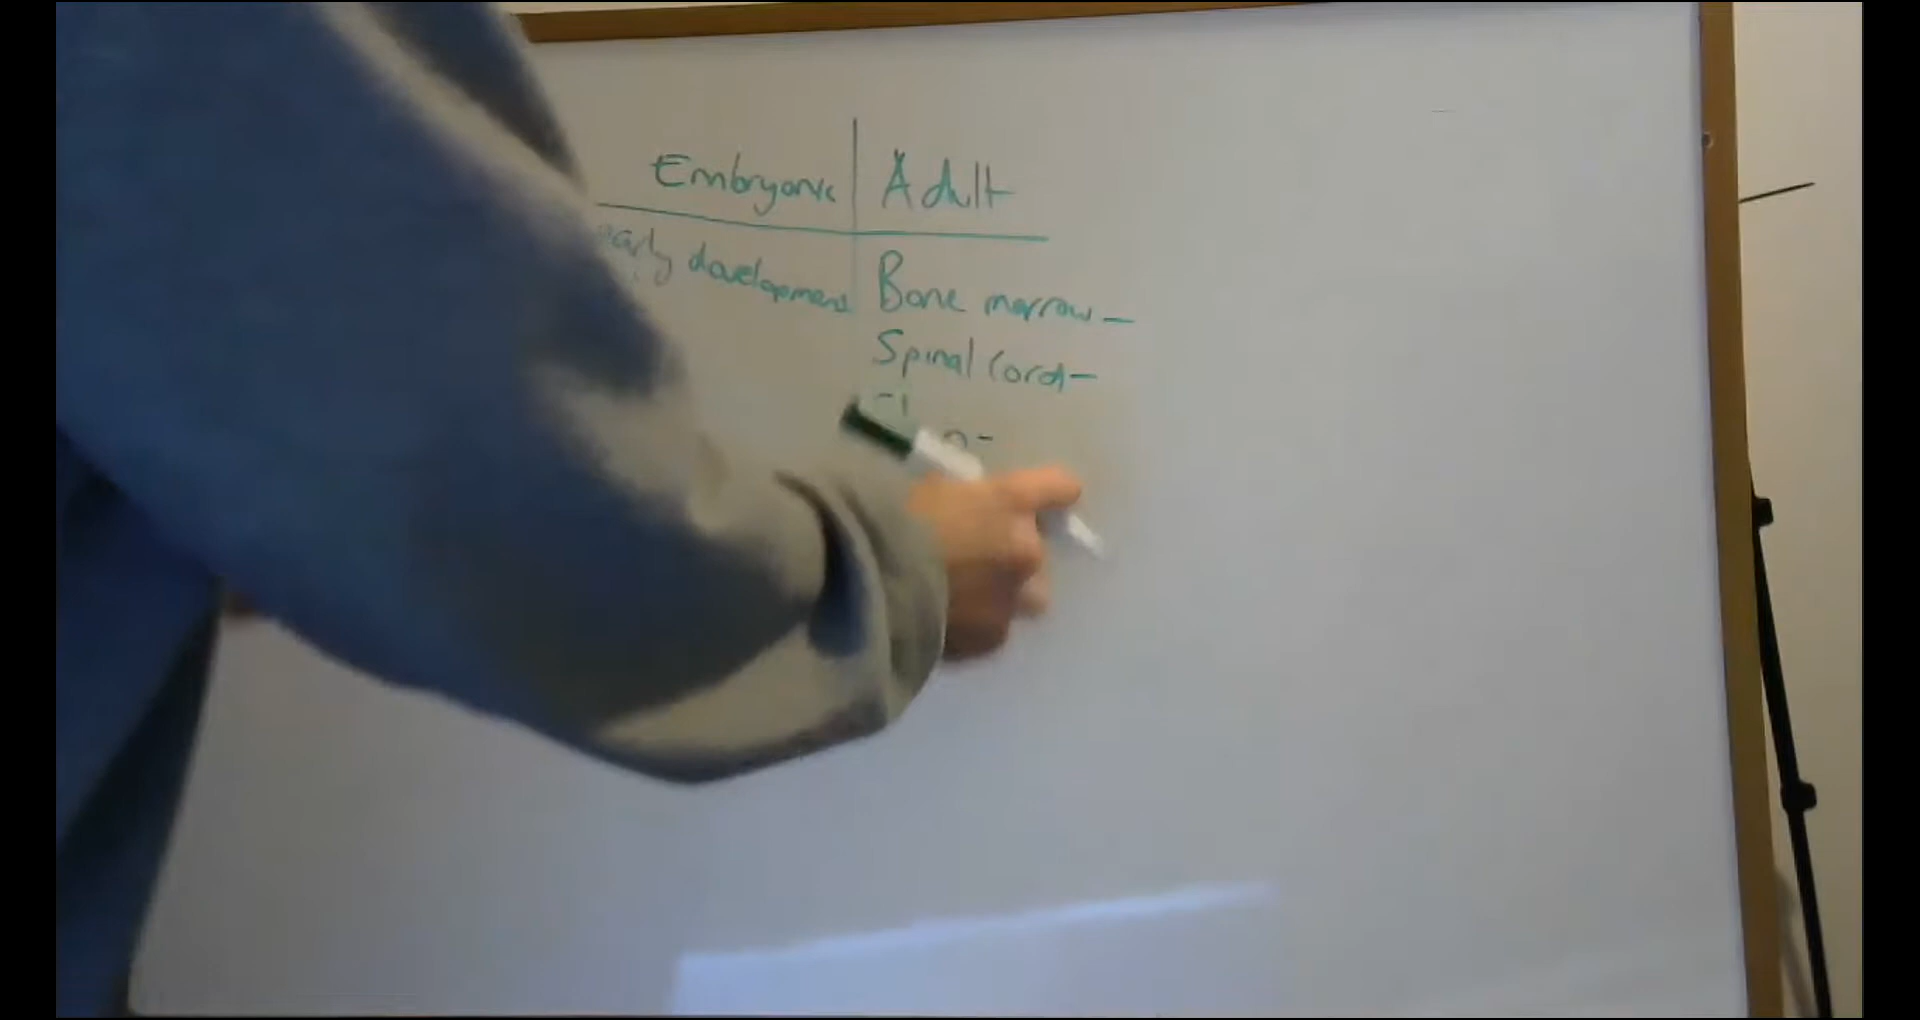 Embryonic | Adult
early development | Bone marrow -
Spinal Cord -